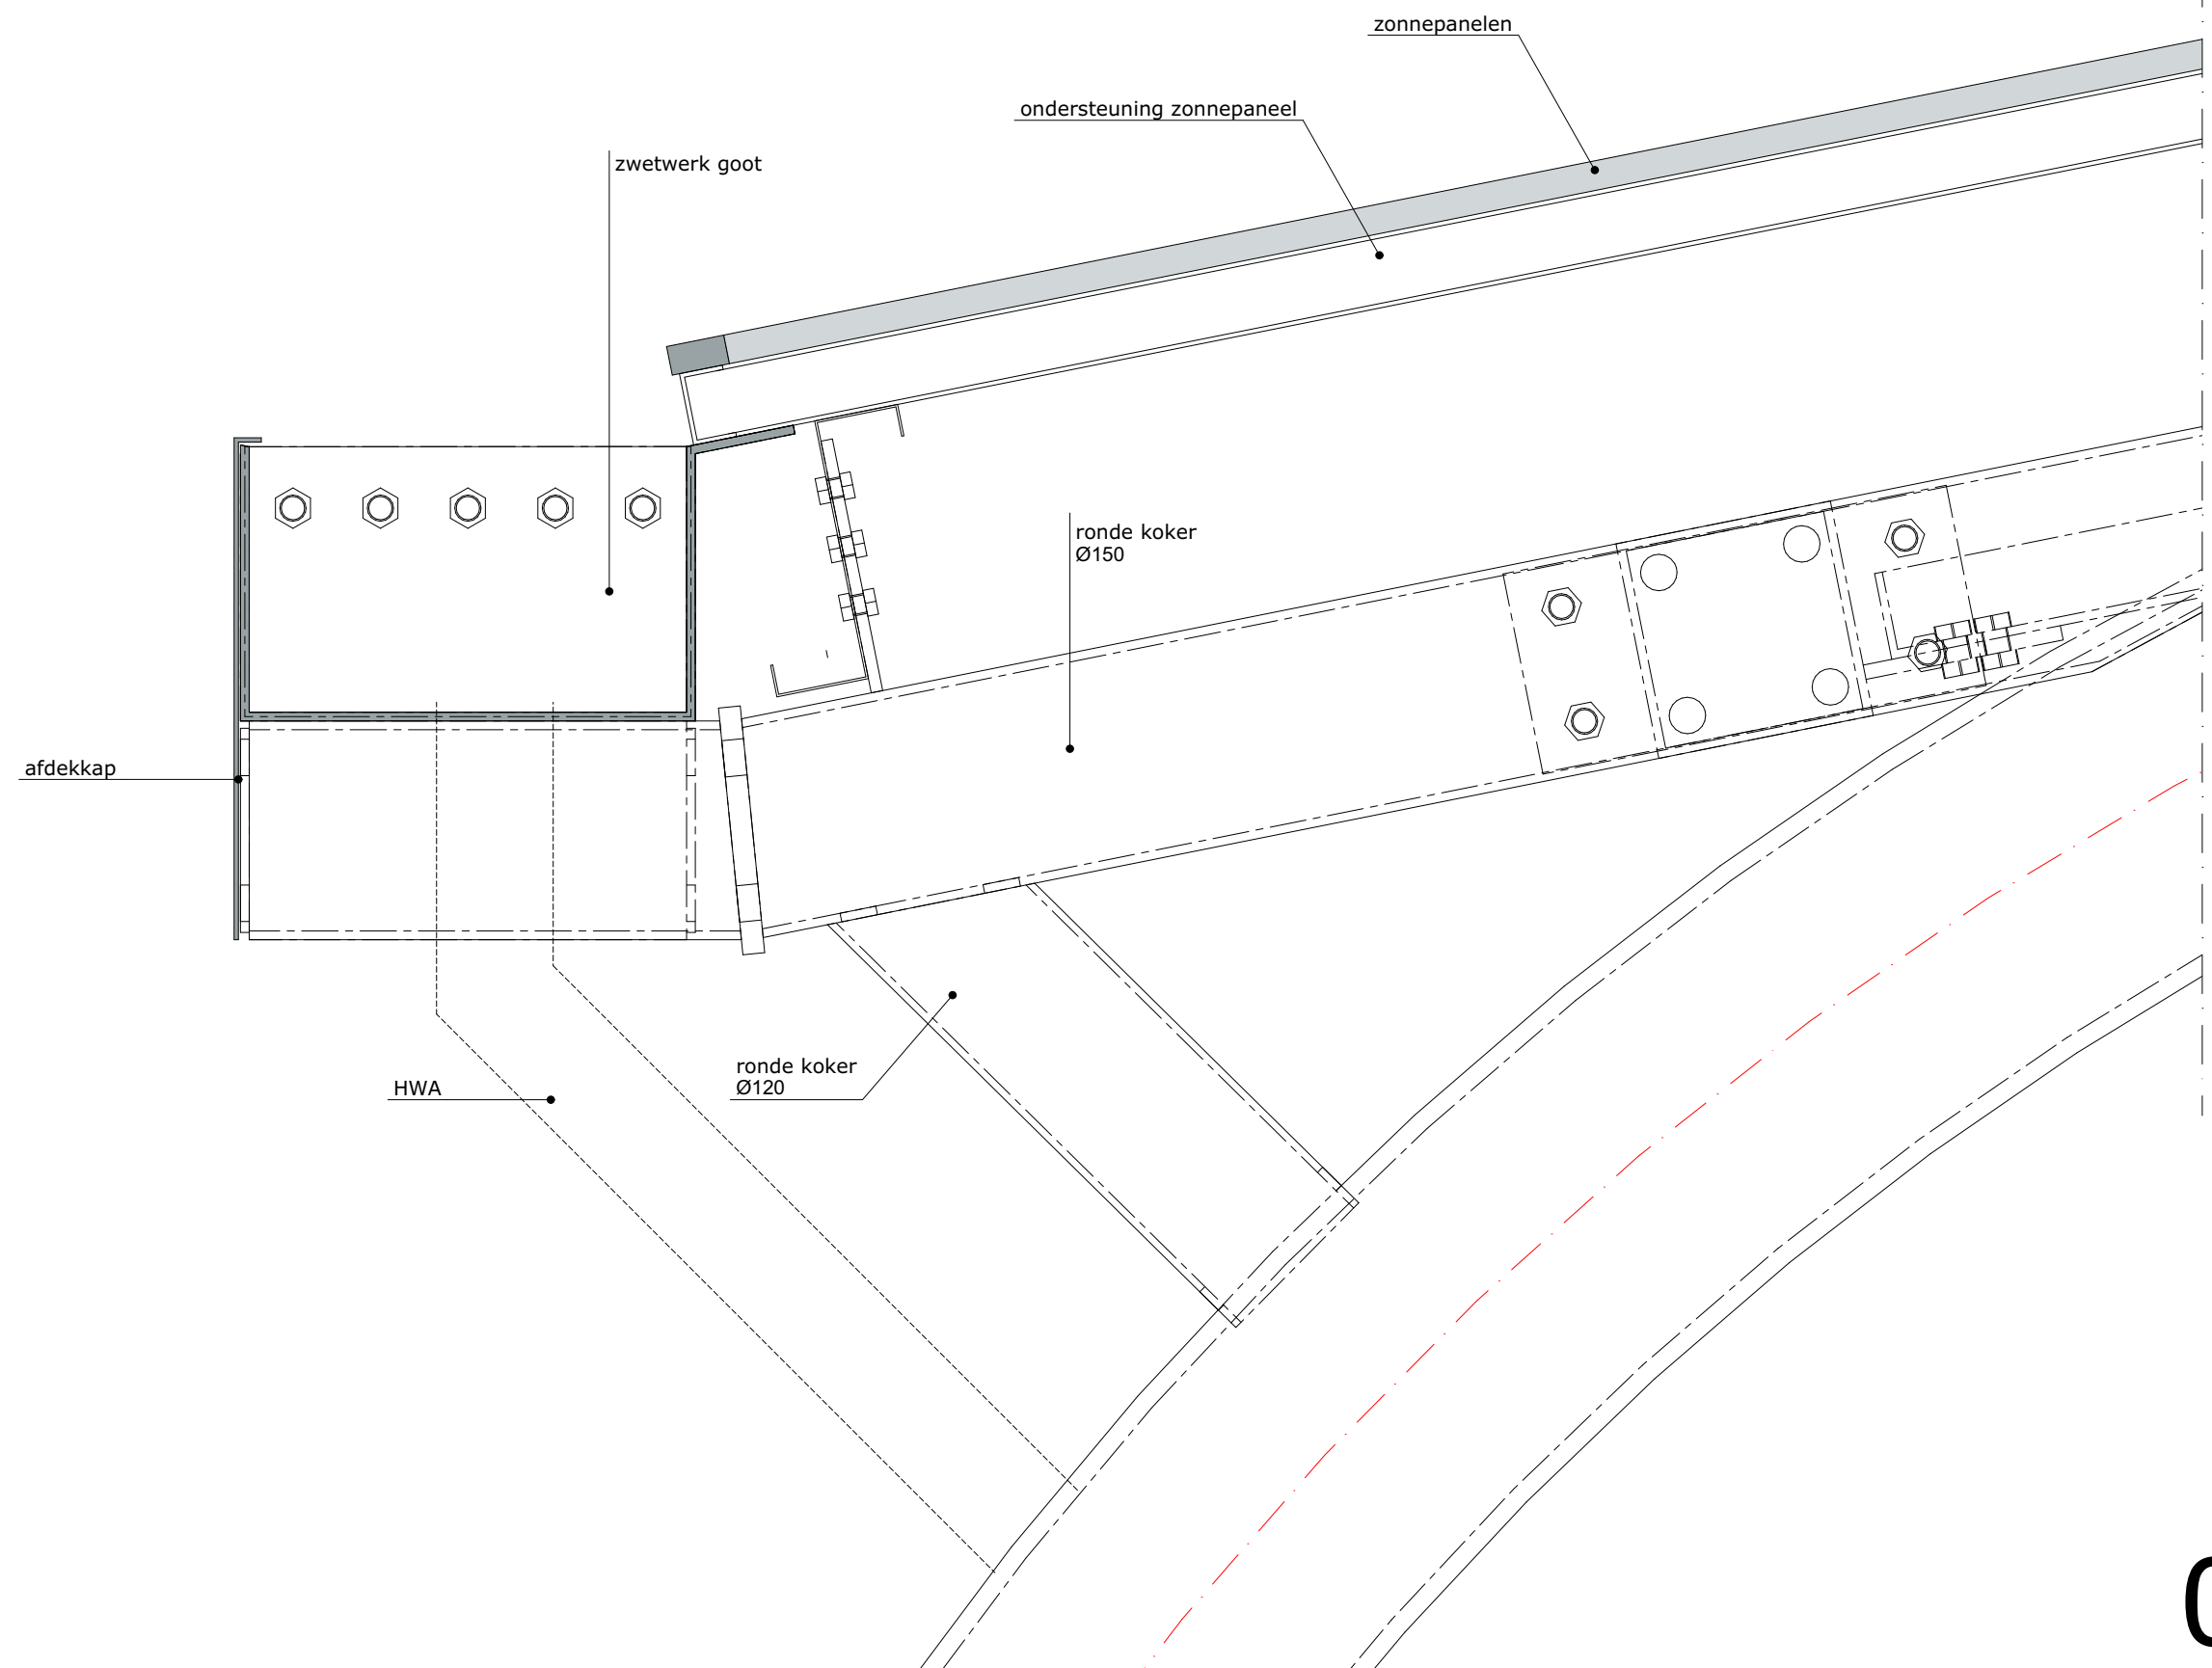 zonnepanelen
ondersteuning zonnepaneel
zwetwerk goot
ronde koker
Ø150
afdekkap
ronde koker
Ø120
HWA